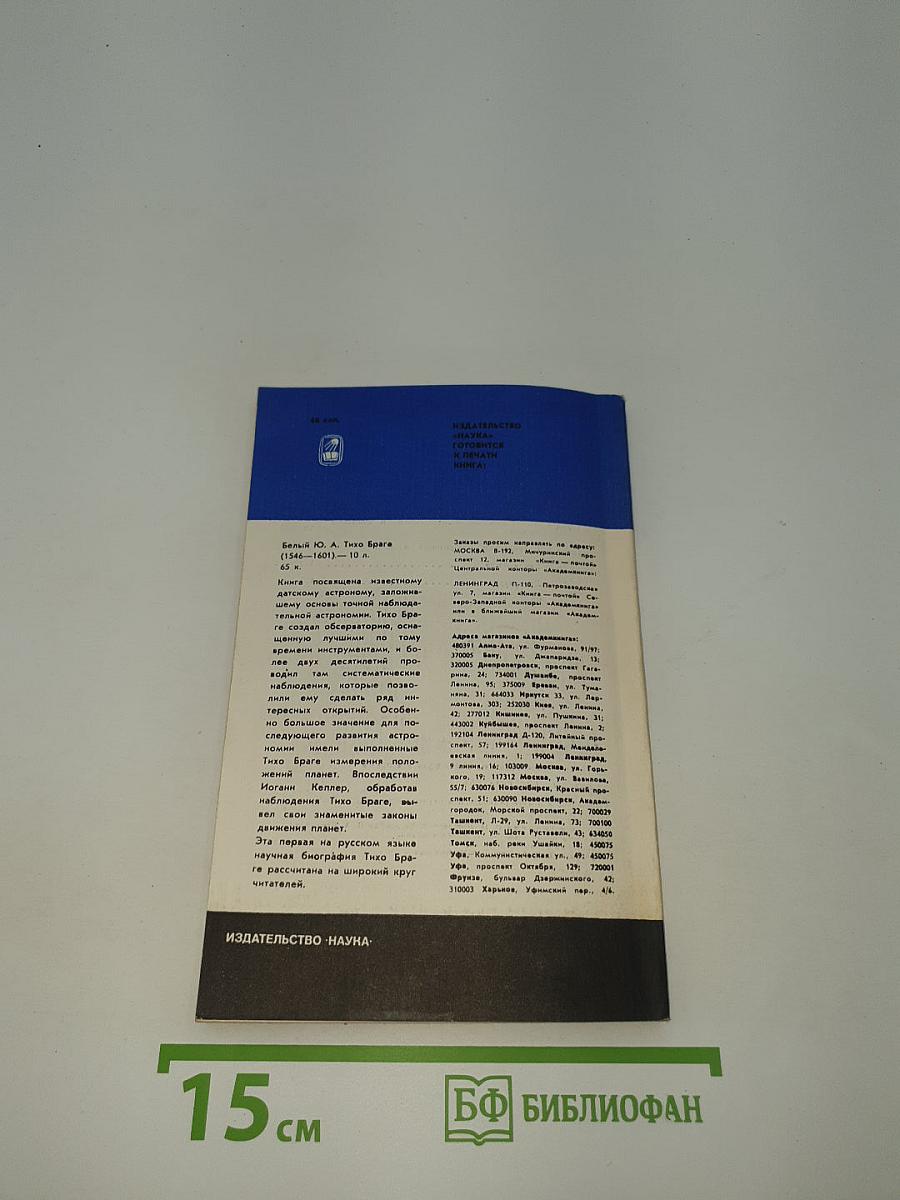 коп.
ИЗДАТЕЛЬСТВО
«НАУКА»
ГОТОВИТСЯ
К ПЕЧАТИ
КНИГА:
Белый Ю. А. Тихо Браге
(1546—1601).— 10 л.
65 к.
Книга посвящена известному
датскому астроному, заложив-
шему основы точной наблюда-
тельной астрономии. Тихо Бра-
ге создал обсерваторию, осна-
щенную лучшими по тому
времени инструментами, и бо-
лее двух десятилетий про-
водил там систематические
наблюдения, которые позво-
лили ему сделать ряд ин-
тересных открытий. Особен-
но большое значение для по-
следующего развития астро-
номии имели выполненные
Тихо Браге измерения поло-
жений планет. Впоследствии
Иоганн Кеплер, обработав
наблюдения Тихо Браге, вы-
вел свои знаменитые законы
движения планет.
Эта первая на русском языке
научная биография Тихо Бра-
ге рассчитана на широкий круг
читателей.
Заказы просим направлять по адресу:
МОСКВА В-192, Мичуринский про-
спект 12, магазин «Книга — почтой»
Центральной конторы «Академкнига»;
ЛЕНИНГРАД П-110, Петрозаводская
ул. 7, магазин «Книга — почтой» Се-
веро-Западной конторы «Академкнига»
или в ближайший магазин «Академ-
книга».
Адреса магазинов «Академкнига»:
480391 Алма-Ата, ул. Фурманова, 91/97;
370005 Баку, ул. Джапаридзе, 13;
320005 Днепропетровск, проспект Гага-
рина, 24; 734001 Душанбе, проспект
Ленина, 95; 375009 Ереван, ул. Тума-
няна, 31; 664033 Иркутск 33, ул. Лер-
монтова, 303; 252030 Киев, ул. Ленина,
42; 277012 Кишинев, ул. Пушкина, 31;
443002 Куйбышев, проспект Ленина, 2;
192104 Ленинград Д-120, Литейный про-
спект, 57; 199164 Ленинград, Менделе-
евская линия, 1; 199004 Ленинград,
9 линия, 16; 103009 Москва, ул. Горь-
кого, 19; 117312 Москва, ул. Вавилова,
55/7; 630076 Новосибирск, Красный про-
спект, 51; 630090 Новосибирск, Академ-
городок, Морской проспект, 22; 700029
Ташкент, Л-29, ул. Ленина, 73; 700100
Ташкент, ул. Шота Руставели, 43; 634050
Томск, наб. реки Ушайки, 18; 450075
Уфа, Коммунистическая ул., 49; 450075
Уфа, проспект Октября, 129; 720001
Фрунзе, бульвар Дзержинского, 42;
310003 Харьков, Уфимский пер., 4/6.
ИЗДАТЕЛЬСТВО «НАУКА»
15 см
БФ БИБЛИОФАН